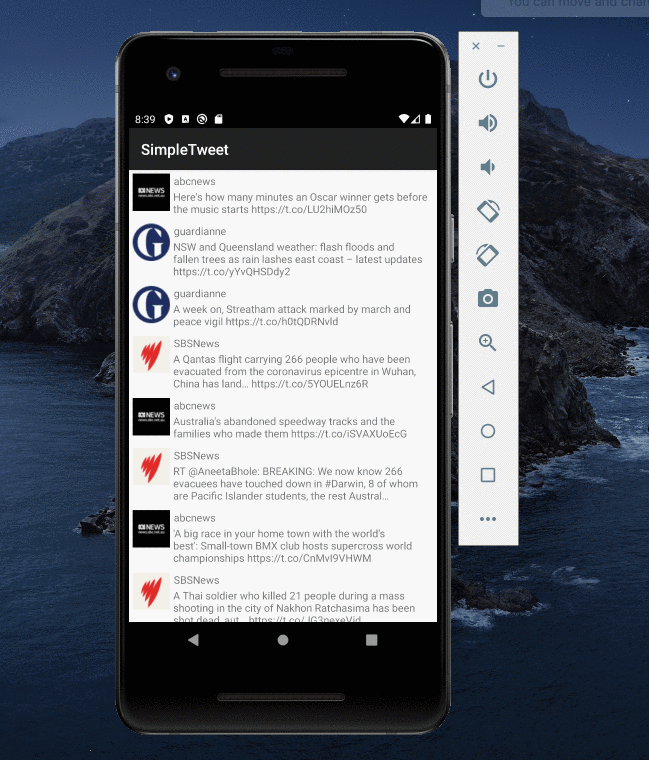 You can move and chan
8:39
SimpleTweet
NEWS
abcnews
Here's how many minutes an Oscar winner gets before
the music starts https://t.co/LU2hiMOz50
guardianne
NSW and Queensland weather: flash floods and
fallen trees as rain lashes east coast – latest updates
https://t.co/yYvQHSDdy2
guardianne
A week on, Streatham attack marked by march and
peace vigil https://t.co/h0tQDRNvld
SBSNews
A Qantas flight carrying 266 people who have been
evacuated from the coronavirus epicentre in Wuhan,
China has land… https://t.co/5YOUELnz6R
NEWS
abcnews
Australia's abandoned speedway tracks and the
families who made them https://t.co/iSVAXUoEcG
SBSNews
RT @AneetaBhole: BREAKING: We now know 266
evacuees have touched down in #Darwin, 8 of whom
are Pacific Islander students, the rest Austral…
NEWS
abcnews
'A big race in your home town with the world's
best': Small-town BMX club hosts supercross world
championships https://t.co/CnMvI9VHWM
SBSNews
A Thai soldier who killed 21 people during a mass
shooting in the city of Nakhon Ratchasima has been
shot dead, aut…